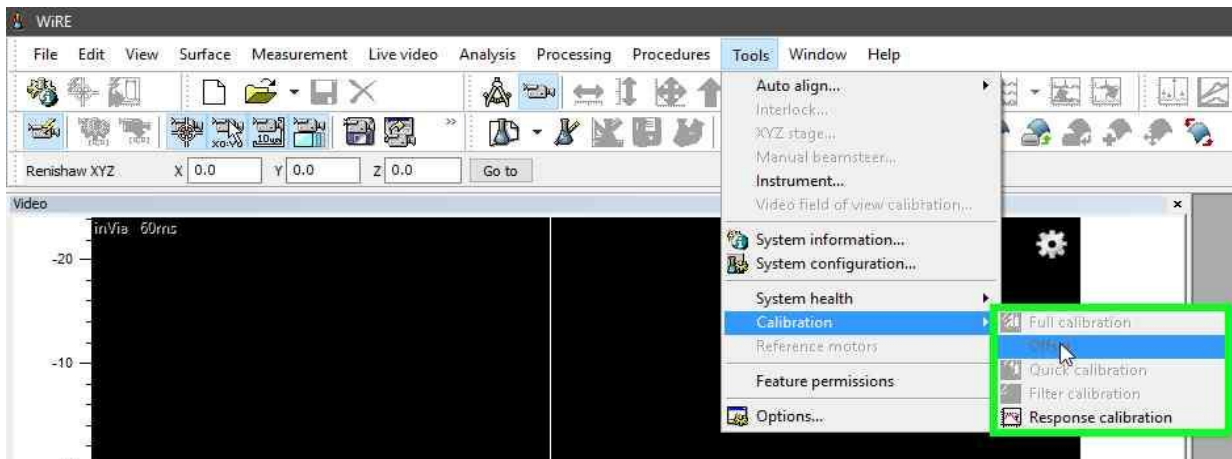 WiRE
File Edit View Surface Measurement Live video Analysis Processing Procedures Tools Window Help
Renishaw XYZ X 0.0 Y 0.0 Z 0.0 Go to
Video
inVia 60ms
-20
-10
Auto align...
Interlock...
XYZ stage...
Manual beamsteer...
Instrument...
Video field of view calibration...
System information...
System configuration...
System health
Calibration
Reference motors
Feature permissions
Options...
Full calibration
Quick calibration
Filter calibration
Response calibration